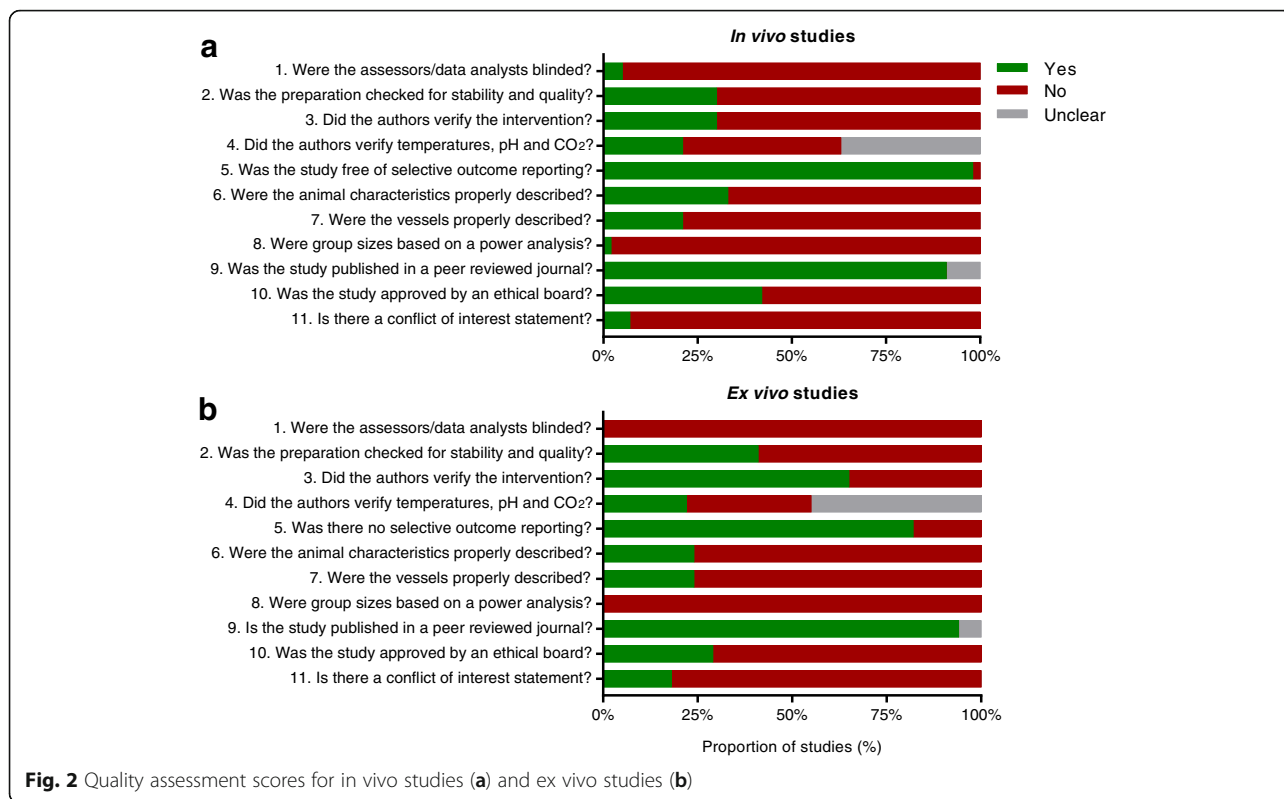 a
In vivo studies
1. Were the assessors/data analysts blinded?
2. Was the preparation checked for stability and quality?
3. Did the authors verify the intervention?
4. Did the authors verify temperatures, pH and CO2?
5. Was the study free of selective outcome reporting?
6. Were the animal characteristics properly described?
7. Were the vessels properly described?
8. Were group sizes based on a power analysis?
9. Was the study published in a peer reviewed journal?
10. Was the study approved by an ethical board?
11. Is there a conflict of interest statement?
0% 25% 50% 75% 100%
Yes
No
Unclear
b
Ex vivo studies
1. Were the assessors/data analysts blinded?
2. Was the preparation checked for stability and quality?
3. Did the authors verify the intervention?
4. Did the authors verify temperatures, pH and CO2?
5. Was there no selective outcome reporting?
6. Were the animal characteristics properly described?
7. Were the vessels properly described?
8. Were group sizes based on a power analysis?
9. Is the study published in a peer reviewed journal?
10. Was the study approved by an ethical board?
11. Is there a conflict of interest statement?
0% 25% 50% 75% 100%
Proportion of studies (%)
Fig. 2 Quality assessment scores for in vivo studies (a) and ex vivo studies (b)